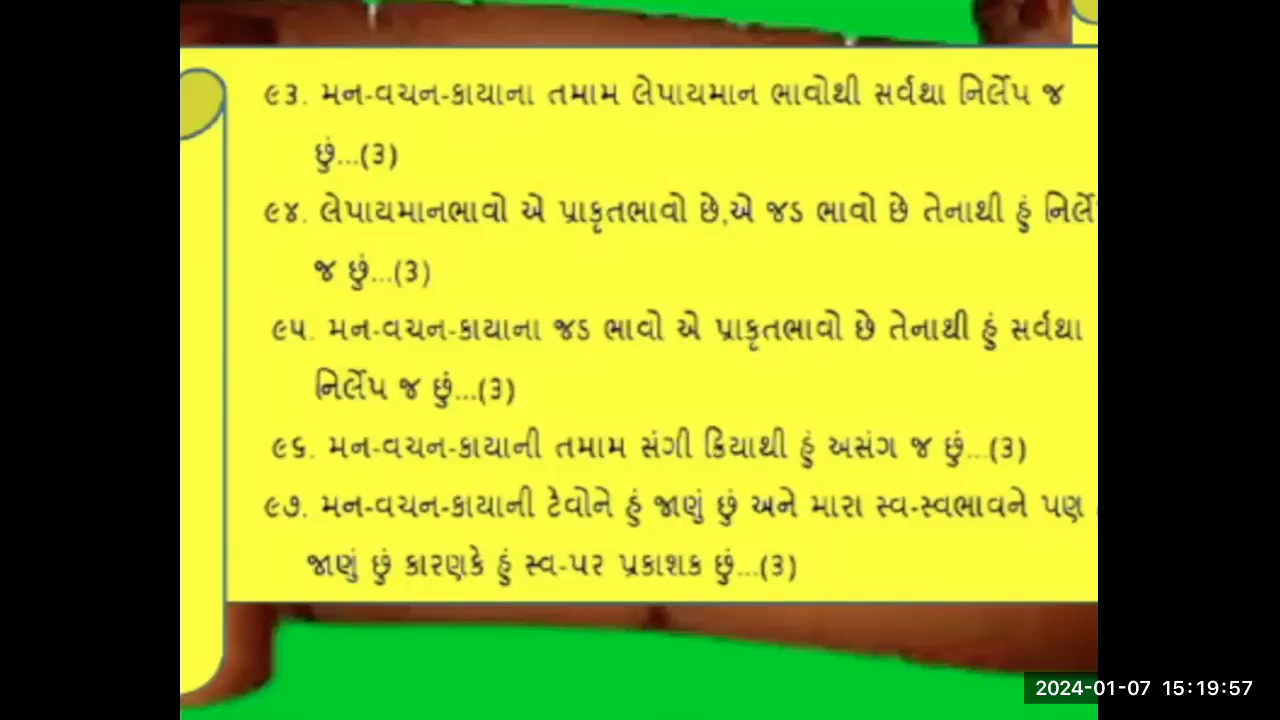 ૯૩. મન-વચન-કાયાના તમામ લેપાયમાન ભાવોથી સર્વથા નિર્લેપ જ
છું...(૩)
૯૪. લેપાયમાનભાવો એ પ્રાકૃતભાવો છે,એ જડ ભાવો છે તેનાથી હું
જ છું...(૩)
૯૫. મન-વચન-કાયાના જડ ભાવો એ પ્રાકૃતભાવો છે તેનાથી હું સર્વથા
નિર્લેપ જ છું...(૩)
૯૬. મન-વચન-કાયાની તમામ સંગી ક્રિયાથી હું અસંગ જ છું...(૩)
૯૭. મન-વચન-કાયાની ટેવોને હું જાણું છું અને મારા સ્વ-સ્વભાવને પણ
જાણું છું કારણકે હું સ્વ-પર પ્રકાશક છું...(૩)
2024-01-07 15:19:57